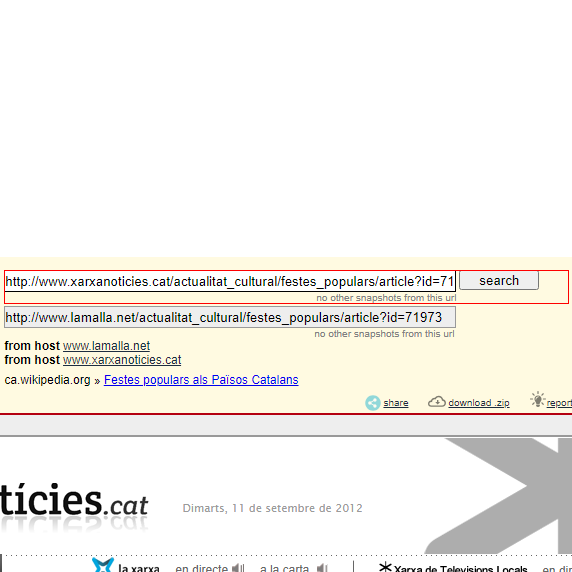 http://www.xarxanoticies.cat/actualitat_cultural/festes_populars/article?id=71 search
no other snapshots from this url
http://www.lamalla.net/actualitat_cultural/festes_populars/article?id=71973
no other snapshots from this url
from host www.lamalla.net
from host www.xarxanoticies.cat
ca.wikipedia.org » Festes populars als Països Catalans
share download .zip report
tícies.cat Dimarts, 11 de setembre de 2012
la xarxa en directe a la carta | Xarxa de Televisions Locals en di